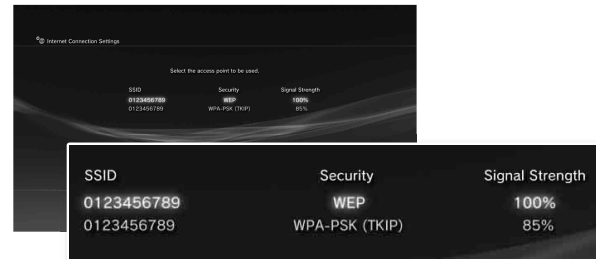 Internet Connection Settings
Select the access point to be used.
SSID Security Signal Strength
0123456789 WEP 100%
0123456789 WPA-PSK (TKIP) 85%
SSID Security Signal Strength
0123456789 WEP 100%
0123456789 WPA-PSK (TKIP) 85%